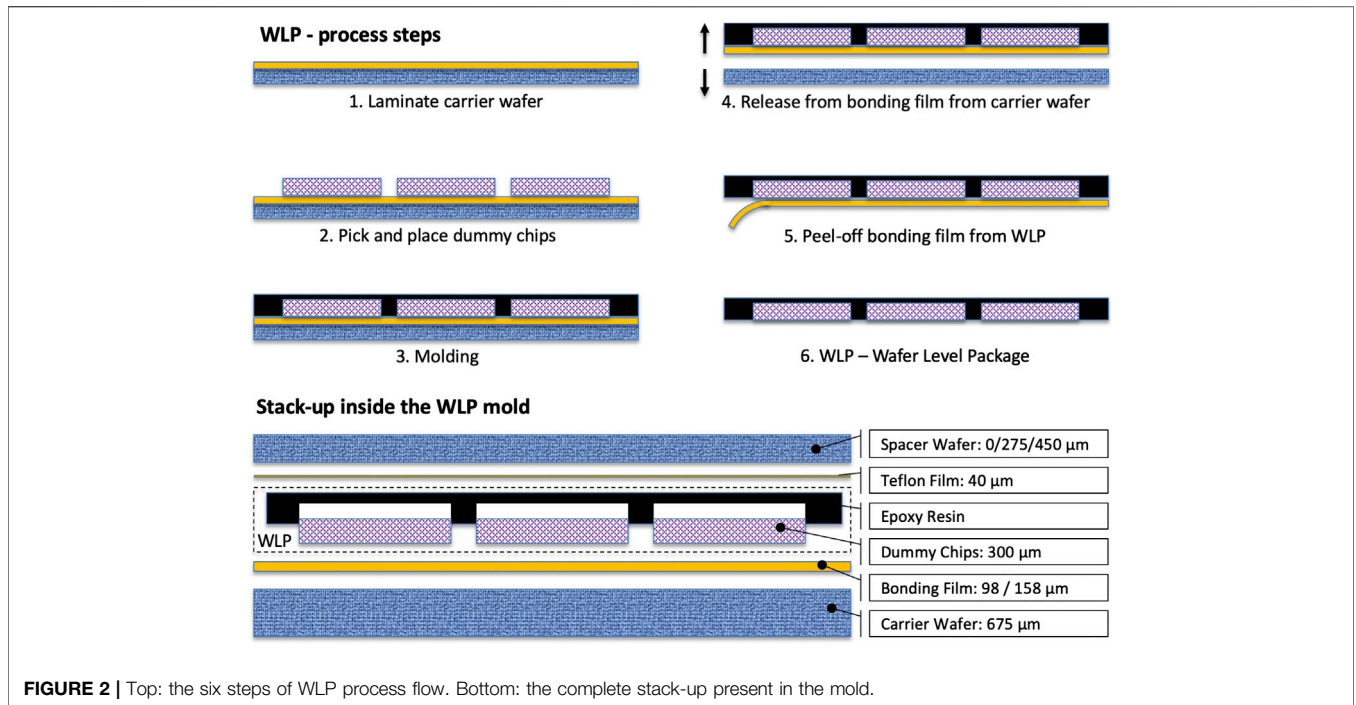 WLP - process steps
1. Laminate carrier wafer
2. Pick and place dummy chips
3. Molding
4. Release from bonding film from carrier wafer
5. Peel-off bonding film from WLP
6. WLP – Wafer Level Package
Stack-up inside the WLP mold
WLP
Spacer Wafer: 0/275/450 µm
Teflon Film: 40 µm
Epoxy Resin
Dummy Chips: 300 µm
Bonding Film: 98 / 158 µm
Carrier Wafer: 675 µm
FIGURE 2 | Top: the six steps of WLP process flow. Bottom: the complete stack-up present in the mold.